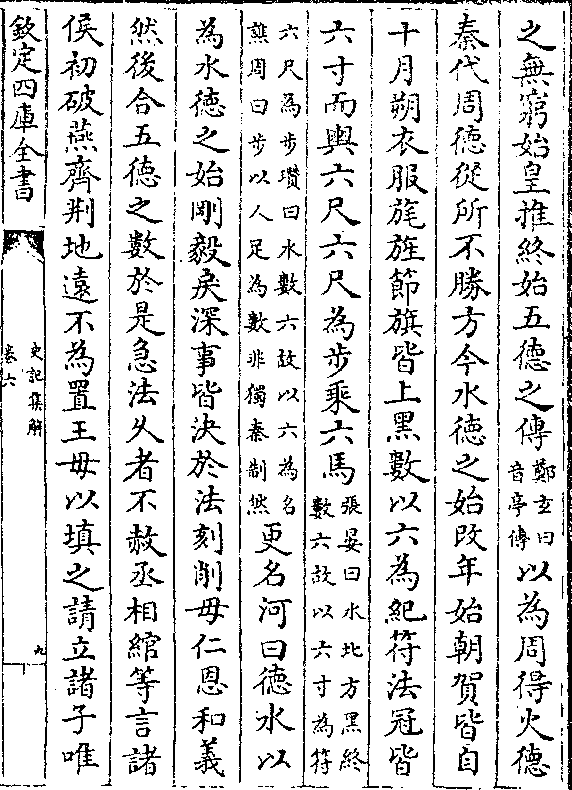 之無窮始皇推終始五德之傳鄭玄曰音亭傳以為周得火德
秦代周德從所不勝方今水德之始改年始朝賀皆自
十月朔衣服旄旌節旗皆上黑數以六為紀符法冠皆
六寸而輿六尺六尺為步乘六馬張晏曰水北方黑終數六故以六寸為符
六尺為步瓚曰水數六故以六為名譙周曰步以人足為數非獨秦制然更名河曰德水以
為水德之始剛毅戾深事皆決於法刻削毋仁恩和義
然後合五德之數於是急法久者不赦丞相綰等言諸
侯初破燕齊荆地遠不為置王毋以填之請立諸子唯
欽定四庫全書
史記集解
卷六
九